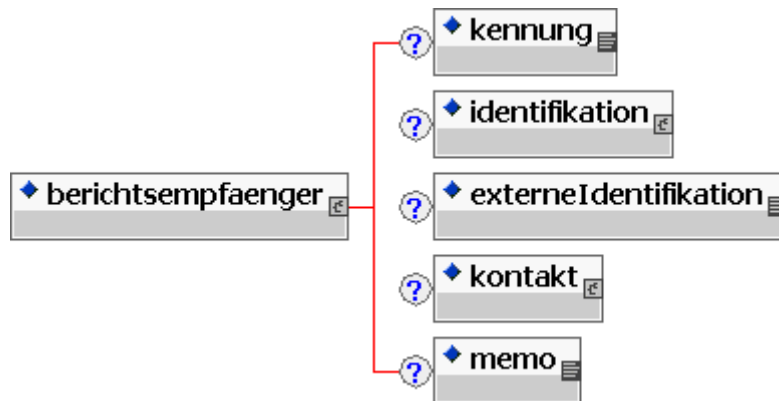 kennung
identifikation
berichtsempfaenger
externeIdentifikation
kontakt
memo